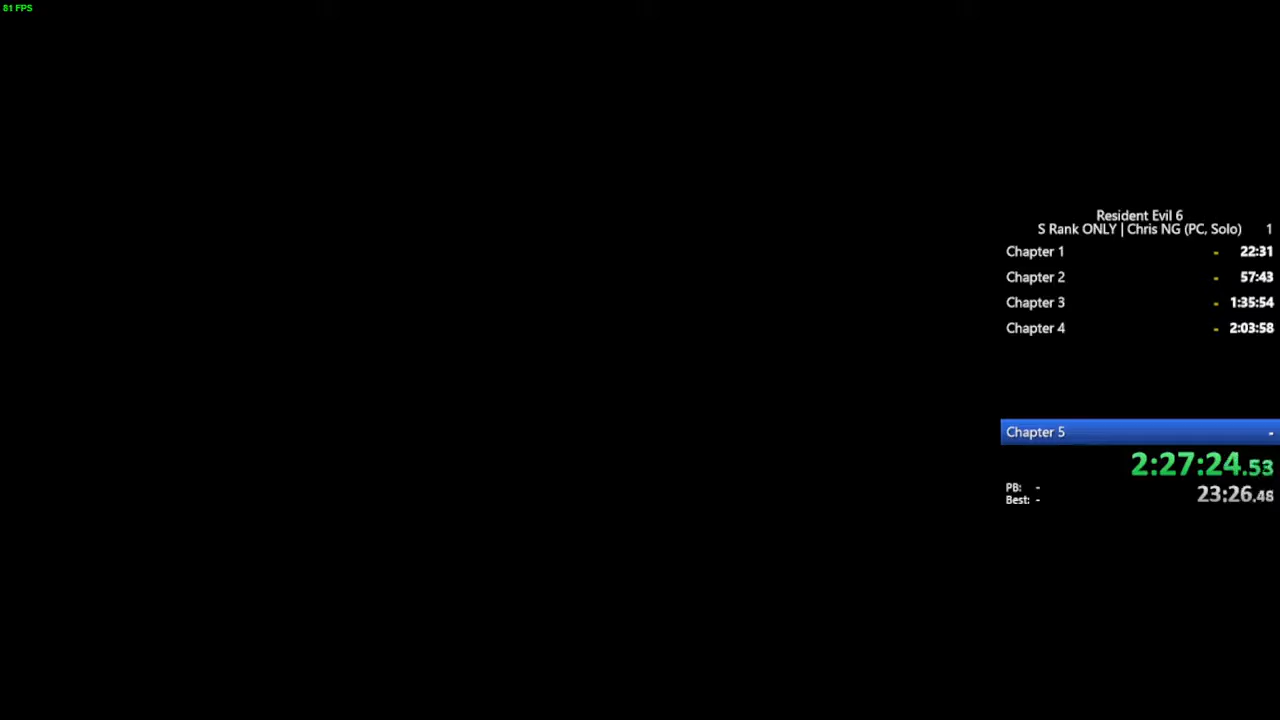 81 FPS
Resident Evil 6
S Rank ONLY | Chris NG (PC, Solo) 1
Chapter 1 - 22:31
Chapter 2 - 57:43
Chapter 3 - 1:35:54
Chapter 4 - 2:03:58
Chapter 5 -
2:27:24.53
PB: - 23:26.48
Best: -